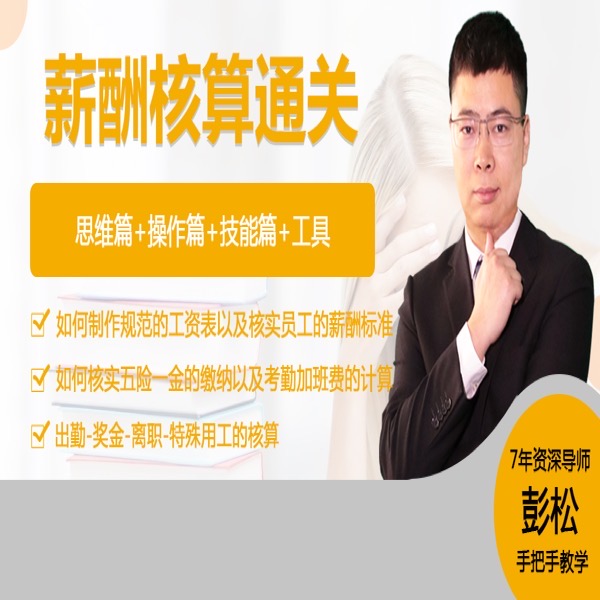 薪酬核算通关
思维篇+操作篇+技能篇+工具
如何制作规范的工资表以及核实员工的薪酬标准
如何核实五险一金的缴纳以及考勤加班费的计算
出勤-奖金-离职-特殊用工的核算
7年资深导师
彭松
手把手教学